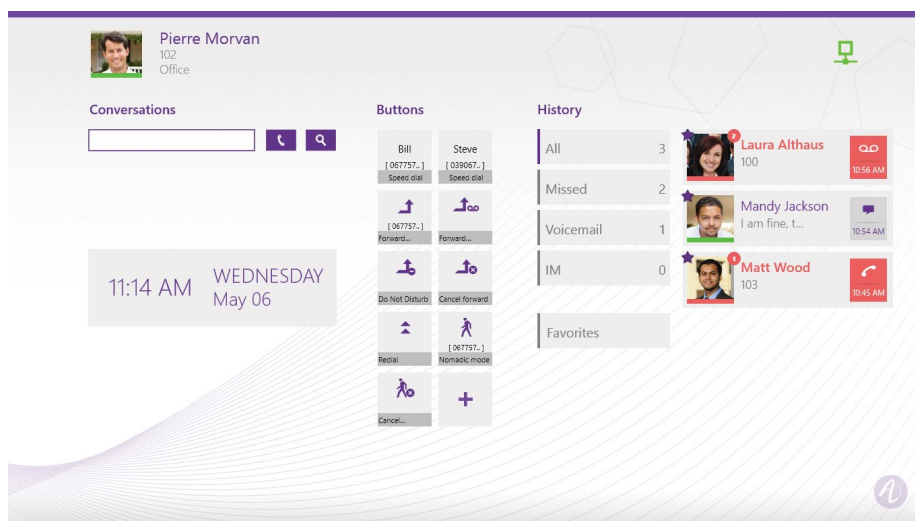 Pierre Morvan
102
Office
Conversations
11:14 AM
WEDNESDAY
May 06
Buttons
Bill
[ 067757.. ]
Speed dial
Steve
[ 039067.. ]
Speed dial
[ 067757.. ]
Forward...
Forward...
Do Not Disturb
Cancel forward
Redial
[ 067757.. ]
Nomadic mode
Cancel...
History
All 3
Missed 2
Voicemail 1
IM 0
Favorites
2
Laura Althaus
100
10:56 AM
Mandy Jackson
I am fine, t...
10:54 AM
1
Matt Wood
103
10:45 AM